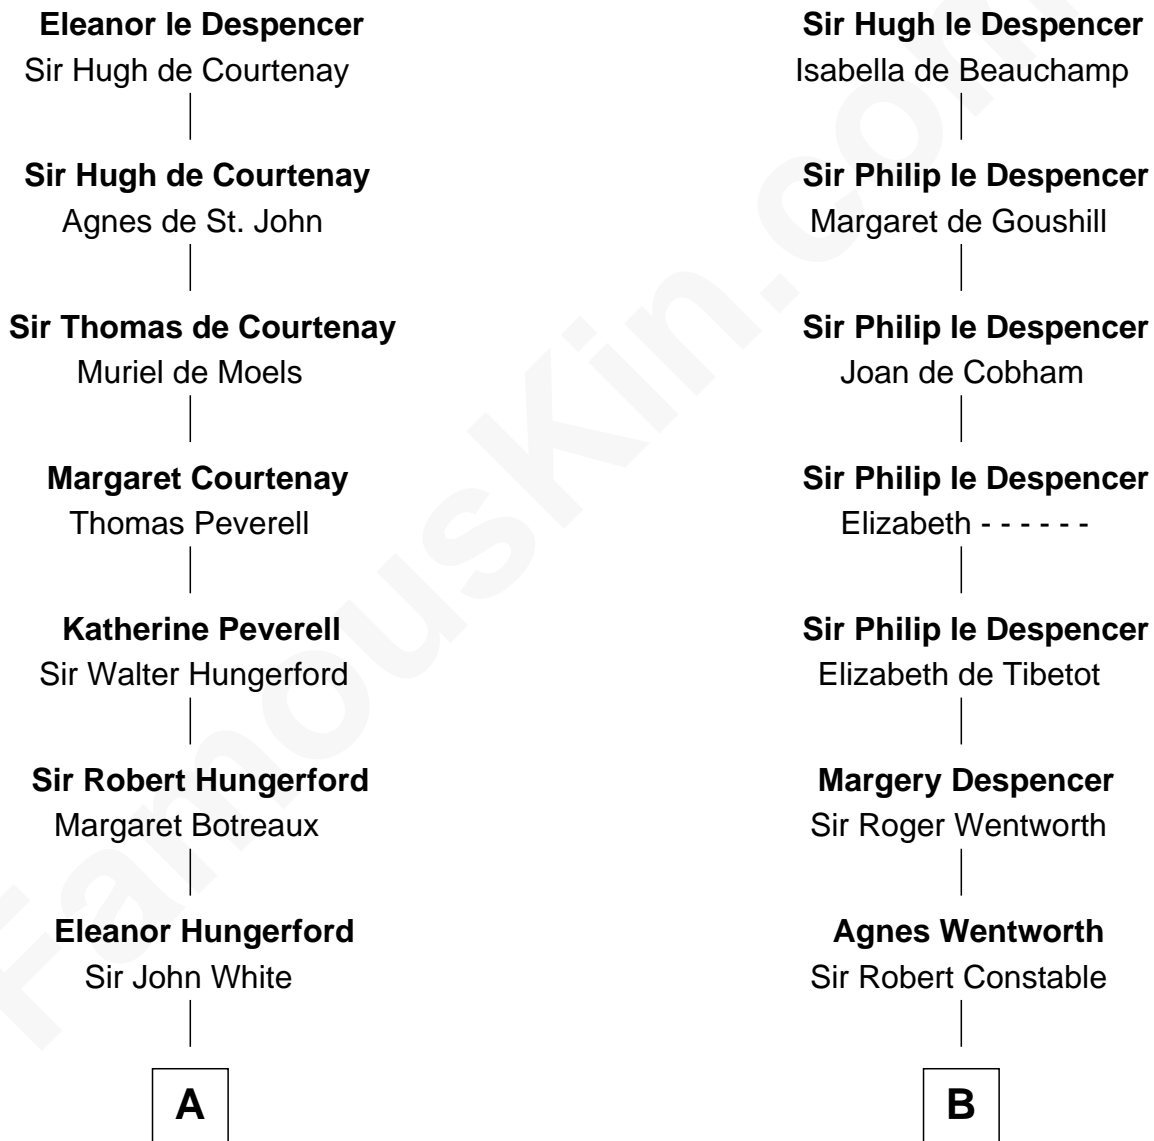 Eleanor le Despencer
Sir Hugh de Courtenay
Sir Hugh de Courtenay
Agnes de St. John
Sir Thomas de Courtenay
Muriel de Moels
Margaret Courtenay
Thomas Peverell
Katherine Peverell
Sir Walter Hungerford
Sir Robert Hungerford
Margaret Botreaux
Eleanor Hungerford
Sir John White
A
Sir Hugh le Despencer
Isabella de Beauchamp
Sir Philip le Despencer
Margaret de Goushill
Sir Philip le Despencer
Joan de Cobham
Sir Philip le Despencer
Elizabeth - - - - - -
Sir Philip le Despencer
Elizabeth de Tibetot
Margery Despencer
Sir Roger Wentworth
Agnes Wentworth
Sir Robert Constable
B
FamousKin.com